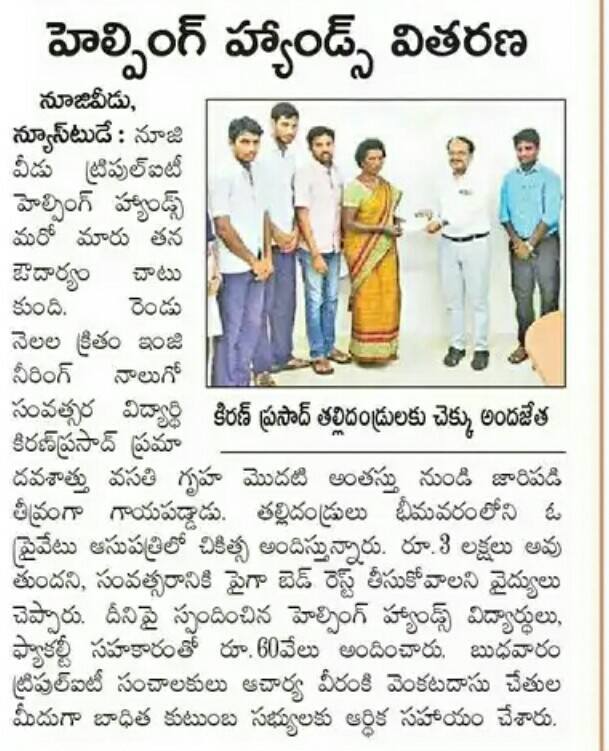 హెల్పింగ్ హ్యాండ్స్ వితరణ
నూజివీడు,
న్యూస్‌టుడే : నూజి
వీడు ట్రిపుల్ఐటీ
హెల్పింగ్ హ్యాండ్స్
మరో మారు తన
ఔదార్యం చాటు
కుంది. రెండు
నెలల క్రితం ఇంజి
నీరింగ్ నాలుగో
సంవత్సర విద్యార్థి
కిరణ్‌ప్రసాద్ ప్రమా
దవశాత్తు వసతి గృహ మొదటి అంతస్తు నుండి జారిపడి
తీవ్రంగా గాయపడ్డాడు. తల్లిదండ్రులు భీమవరంలోని ఓ
ప్రైవేటు ఆసుపత్రిలో చికిత్స అందిస్తున్నారు. రూ.3 లక్షలు అవు
తుందని, సంవత్సరానికి పైగా బెడ్ రెస్ట్ తీసుకోవాలని వైద్యులు
చెప్పారు. దీనిపై స్పందించిన హెల్పింగ్ హ్యాండ్స్ విద్యార్థులు,
ఫ్యాకల్టీ సహకారంతో రూ.60వేలు అందించారు. బుధవారం
ట్రిపుల్ఐటీ సంచాలకులు ఆచార్య వీరంకి వెంకటదాసు చేతుల
మీదుగా బాధిత కుటుంబ సభ్యులకు ఆర్థిక సహాయం చేశారు.
కిరణ్ ప్రసాద్ తల్లిదండ్రులకు చెక్కు అందజేత